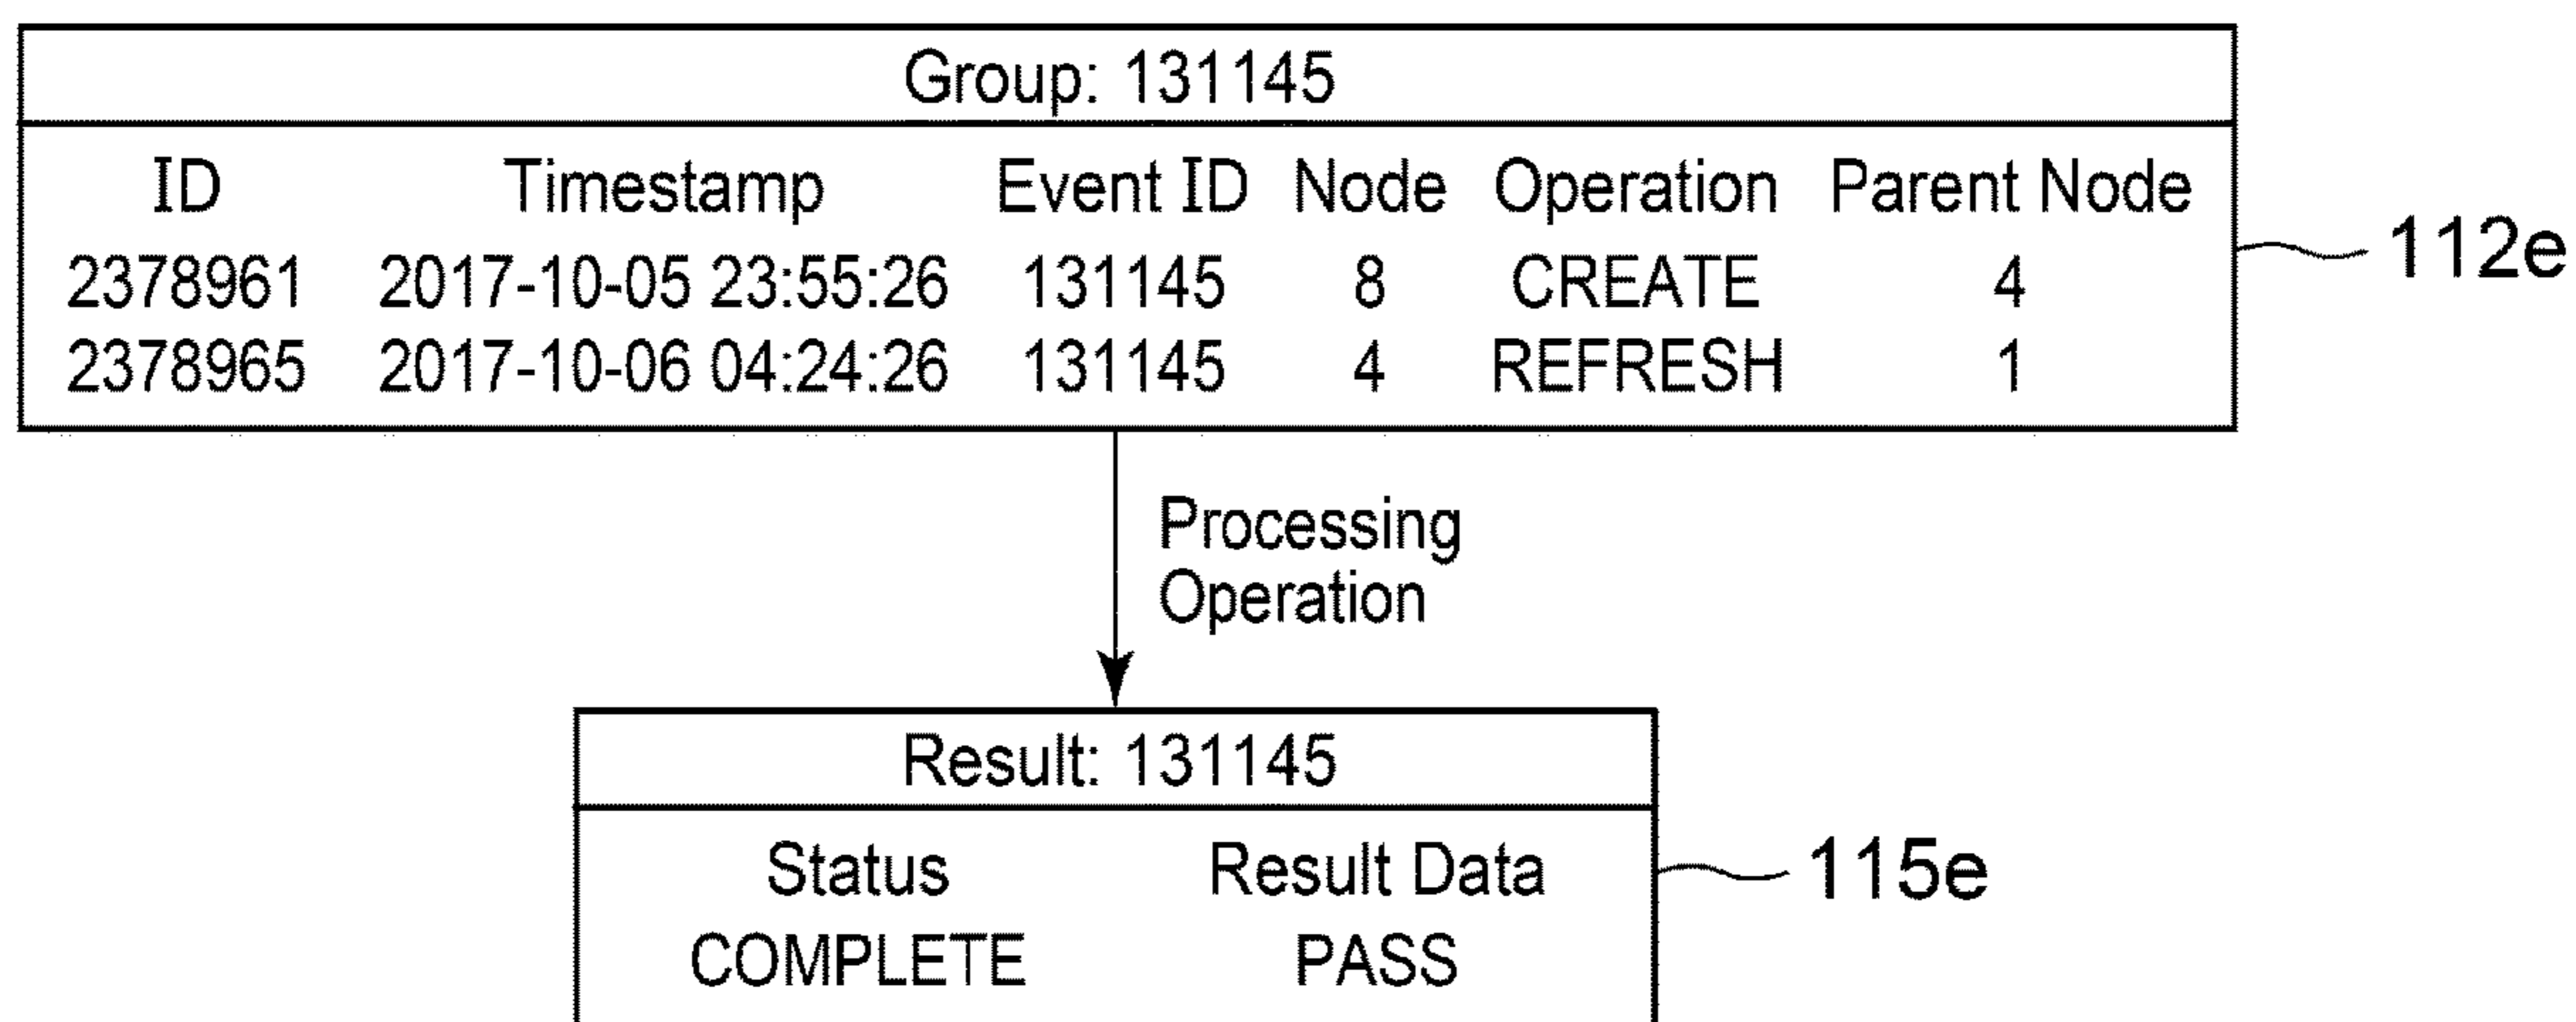 Group: 131145
ID Timestamp Event ID Node Operation Parent Node
2378961 2017-10-05 23:55:26 131145 8 CREATE 4
2378965 2017-10-06 04:24:26 131145 4 REFRESH 1
112e
Processing
Operation
Result: 131145
Status Result Data
COMPLETE PASS
115e